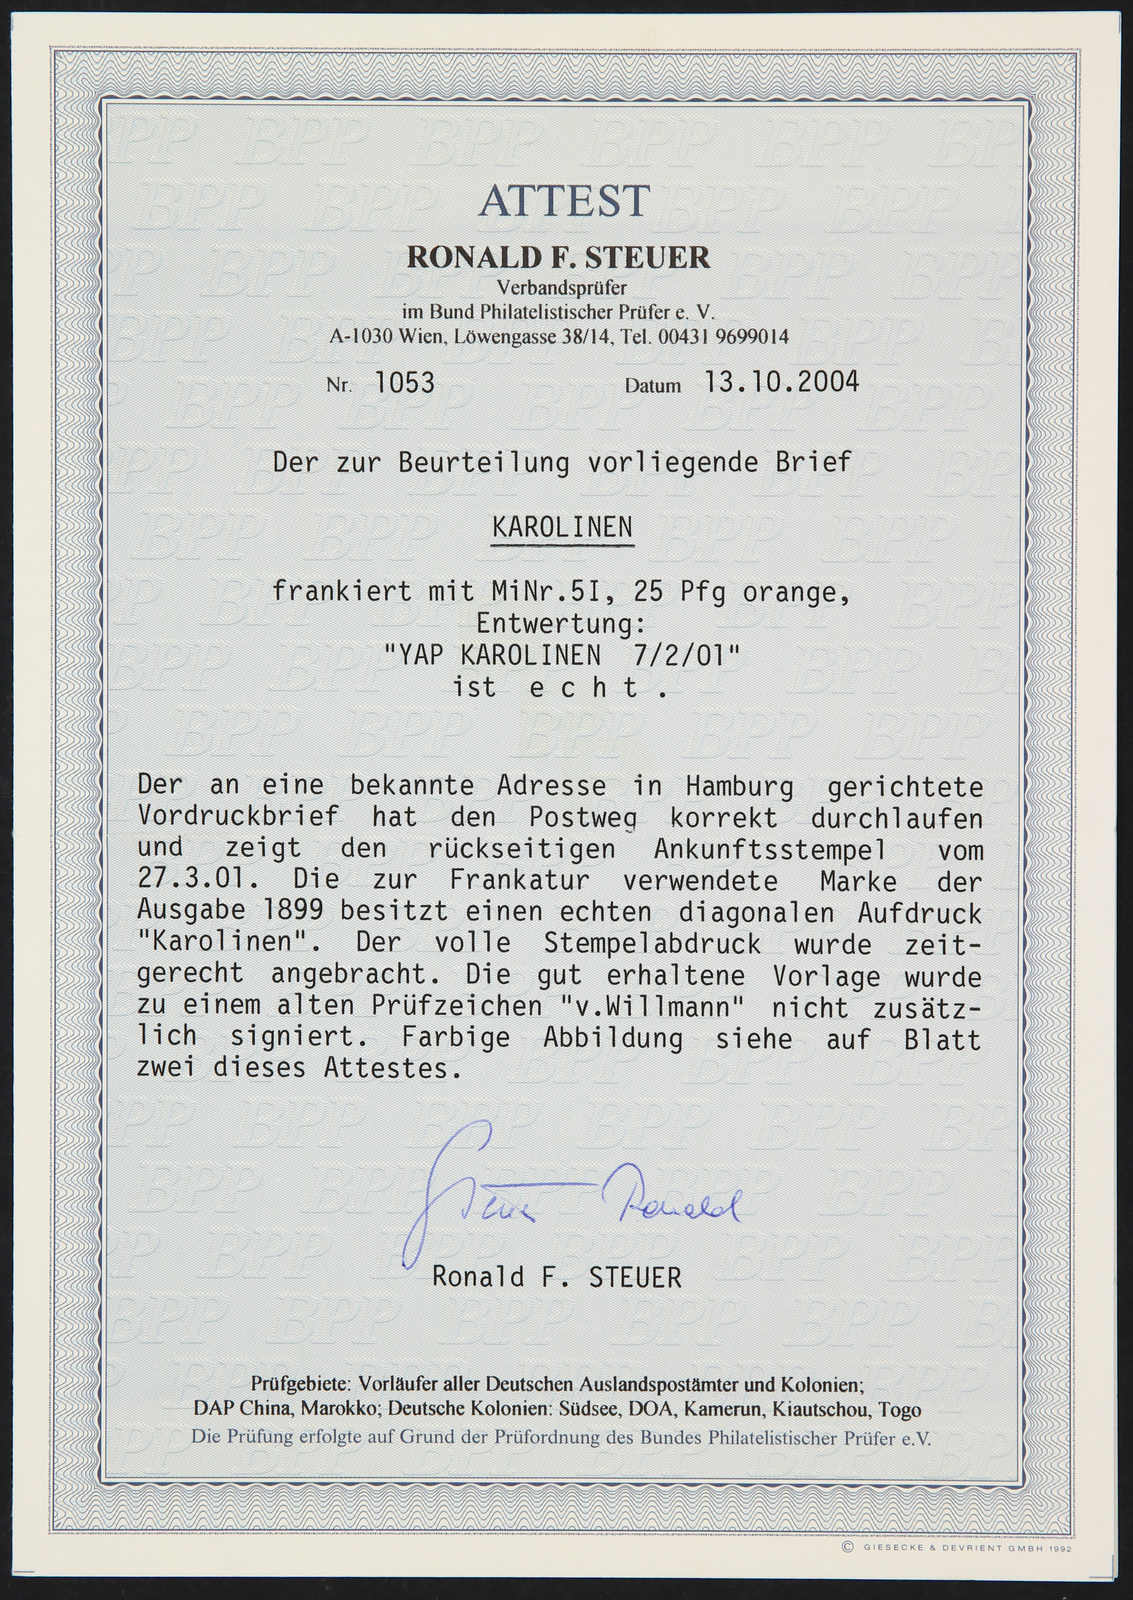 ATTEST
RONALD F. STEUER
Verbandsprüfer
im Bund Philatelistischer Prüfer e. V.
A-1030 Wien, Löwengasse 38/14, Tel. 00431 9699014
Nr. 1053 Datum 13.10.2004
Der zur Beurteilung vorliegende Brief
KAROLINEN
frankiert mit MiNr.5I, 25 Pfg orange,
Entwertung:
"YAP KAROLINEN 7/2/01"
ist e c h t .
Der an eine bekannte Adresse in Hamburg gerichtete
Vordruckbrief hat den Postweg korrekt durchlaufen
und zeigt den rückseitigen Ankunftsstempel vom
27.3.01. Die zur Frankatur verwendete Marke der
Ausgabe 1899 besitzt einen echten diagonalen Aufdruck
"Karolinen". Der volle Stempelabdruck wurde zeit-
gerecht angebracht. Die gut erhaltene Vorlage wurde
zu einem alten Prüfzeichen "v.Willmann" nicht zusätz-
lich signiert. Farbige Abbildung siehe auf Blatt
zwei dieses Attestes.
Steuer Ronald
Ronald F. STEUER
Prüfgebiete: Vorläufer aller Deutschen Auslandspostämter und Kolonien;
DAP China, Marokko; Deutsche Kolonien: Südsee, DOA, Kamerun, Kiautschou, Togo
Die Prüfung erfolgte auf Grund der Prüfordnung des Bundes Philatelistischer Prüfer e.V.
© GIESECKE & DEVRIENT GMBH 1992